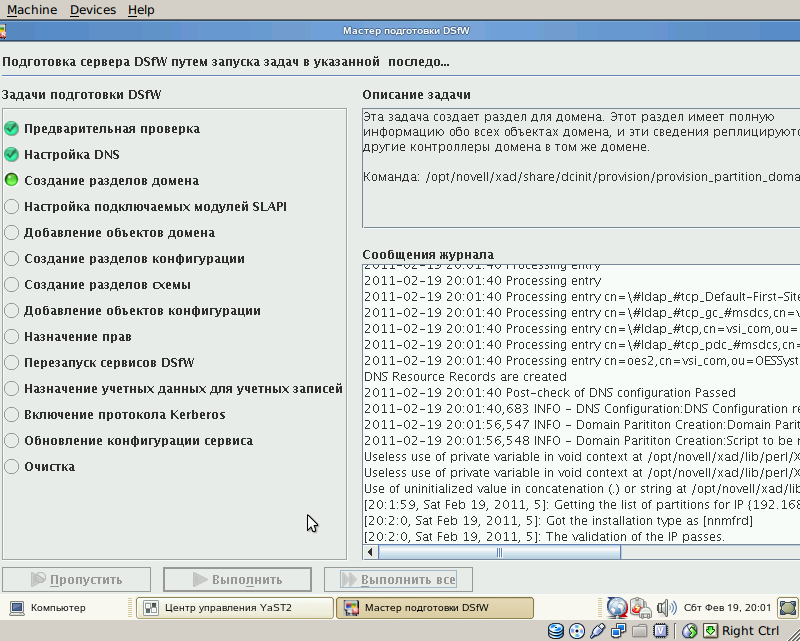 Machine Devices Help
Мастер подготовки DSfW
Подготовка сервера DSfW путем запуска задач в указанной последо...
Задачи подготовки DSfW
Предварительная проверка
Настройка DNS
Создание разделов домена
Настройка подключаемых модулей SLAPI
Добавление объектов домена
Создание разделов конфигурации
Создание разделов схемы
Добавление объектов конфигурации
Назначение прав
Перезапуск сервисов DSfW
Назначение учетных данных для учетных записей
Включение протокола Kerberos
Обновление конфигурации сервиса
Очистка
Описание задачи
Эта задача создает раздел для домена. Этот раздел имеет полную
информацию обо всех объектах домена, и эти сведения реплицируютс
другие контроллеры домена в том же домене.
Команда: /opt/novell/xad/share/dcinit/provision/provision_partition_doma
Сообщения журнала
2011-02-19 20:01:40 Processing entry
2011-02-19 20:01:40 Processing entry
2011-02-19 20:01:40 Processing entry cn=\#ldap_#tcp_Default-First-Site
2011-02-19 20:01:40 Processing entry cn=\#ldap_#tcp_gc_#msdcs,cn=v
2011-02-19 20:01:40 Processing entry cn=\#ldap_#tcp,cn=vsi_com,ou=
2011-02-19 20:01:40 Processing entry cn=\#ldap_#tcp_pdc_#msdcs,cn=
2011-02-19 20:01:40 Processing entry cn=oes2,cn=vsi_com,ou=OESSyst
DNS Resource Records are created
2011-02-19 20:01:40 Post-check of DNS configuration Passed
2011-02-19 20:01:40,683 INFO - DNS Configuration:DNS Configuration re
2011-02-19 20:01:56,547 INFO - Domain Parititon Creation:Domain Parit
2011-02-19 20:01:56,548 INFO - Domain Parititon Creation:Script to be r
Useless use of private variable in void context at /opt/novell/xad/lib/perl/X
Useless use of private variable in void context at /opt/novell/xad/lib/perl/X
Use of uninitialized value in concatenation (.) or string at /opt/novell/xad/lib
[20:1:59, Sat Feb 19, 2011, 5]: Getting the list of partitions for IP {192.168
[20:2:0, Sat Feb 19, 2011, 5]: Got the installation type as [nnmfrd]
[20:2:0, Sat Feb 19, 2011, 5]: The validation of the IP passes.
Пропустить Выполнить Выполнить все
Компьютер Центр управления YaST2 Мастер подготовки DSfW Сбт Фев 19, 20:01
Right Ctrl